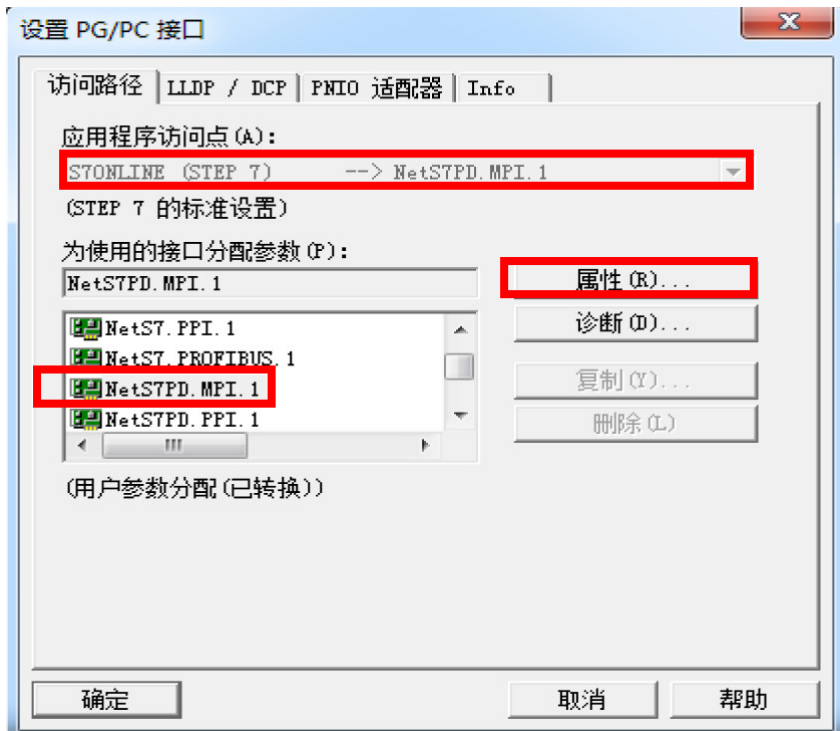 设置 PG/PC 接口
访问路径 LLDP / DCP PNIO 适配器 Info
应用程序访问点(A):
S7ONLINE (STEP 7) --> NetS7PD.MPI.1
(STEP 7 的标准设置)
为使用的接口分配参数(P):
NetS7PD.MPI.1
属性(R)...
NetS7.PPI.1
NetS7.PROFIBUS.1
NetS7PD.MPI.1
NetS7PD.PPI.1
诊断(D)...
复制(Y)...
删除(L)
(用户参数分配(已转换))
确定 取消 帮助